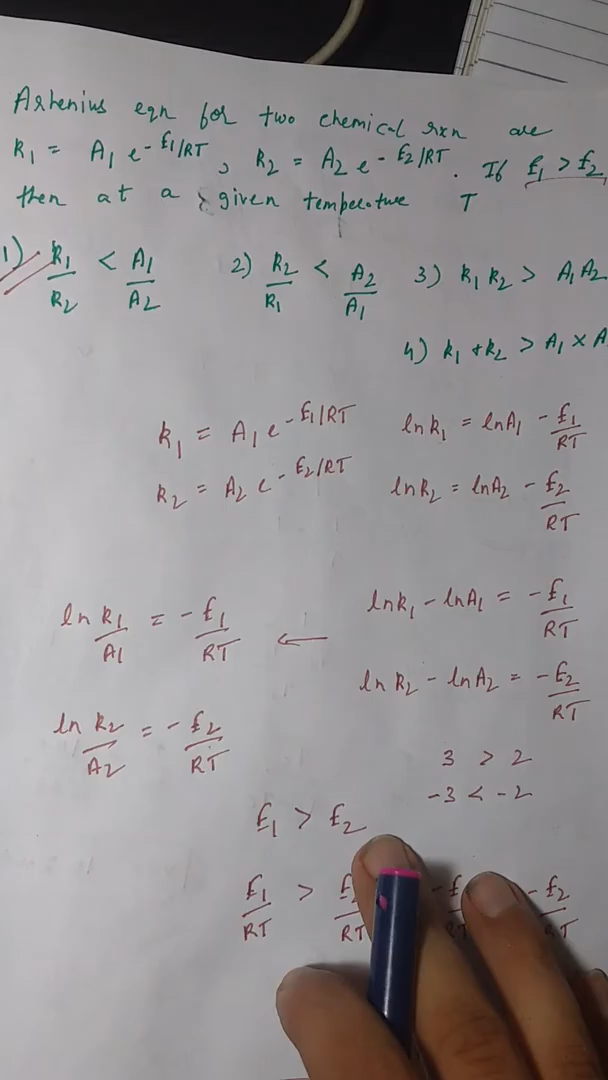 Arhenius eqn for two chemical rxn are
k₁ = A₁ e^-E₁/RT, k₂ = A₂ e^-E₂/RT. If E₁ > E₂
then at a given temperature T
1) k₁/k₂ < A₁/A₂ 2) k₂/k₁ < A₂/A₁ 3) k₁ k₂ > A₁ A₂
4) k₁ + k₂ > A₁ × A
k₁ = A₁ e^-E₁/RT
k₂ = A₂ e^-E₂/RT
ln k₁ = ln A₁ - E₁/RT
ln k₂ = ln A₂ - E₂/RT
ln k₁ - ln A₁ = - E₁/RT
ln k₂ - ln A₂ = - E₂/RT
←
ln k₁/A₁ = - E₁/RT
ln k₂/A₂ = - E₂/RT
3 > 2
-3 < -2
E₁ > E₂
E₁/RT > E/RT - E/RT - E₂/RT